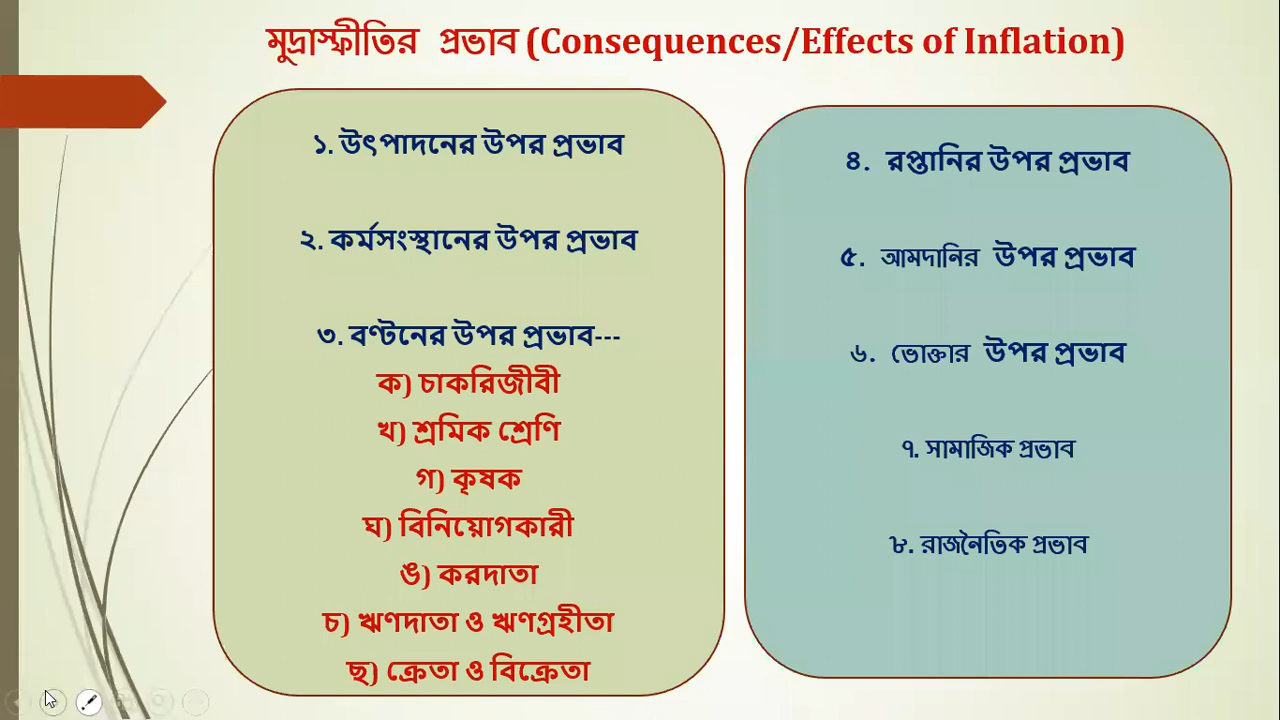 মুদ্রাস্ফীতির প্রভাব (Consequences/Effects of Inflation)
১. উৎপাদনের উপর প্রভাব
২. কর্মসংস্থানের উপর প্রভাব
৩. বণ্টনের উপর প্রভাব---
ক) চাকরিজীবী
খ) শ্রমিক শ্রেণি
গ) কৃষক
ঘ) বিনিয়োগকারী
ঙ) করদাতা
চ) ঋণদাতা ও ঋণগ্রহীতা
ছ) ক্রেতা ও বিক্রেতা
৪. রপ্তানির উপর প্রভাব
৫. আমদানির উপর প্রভাব
৬. ভোক্তার উপর প্রভাব
৭. সামাজিক প্রভাব
৮. রাজনৈতিক প্রভাব